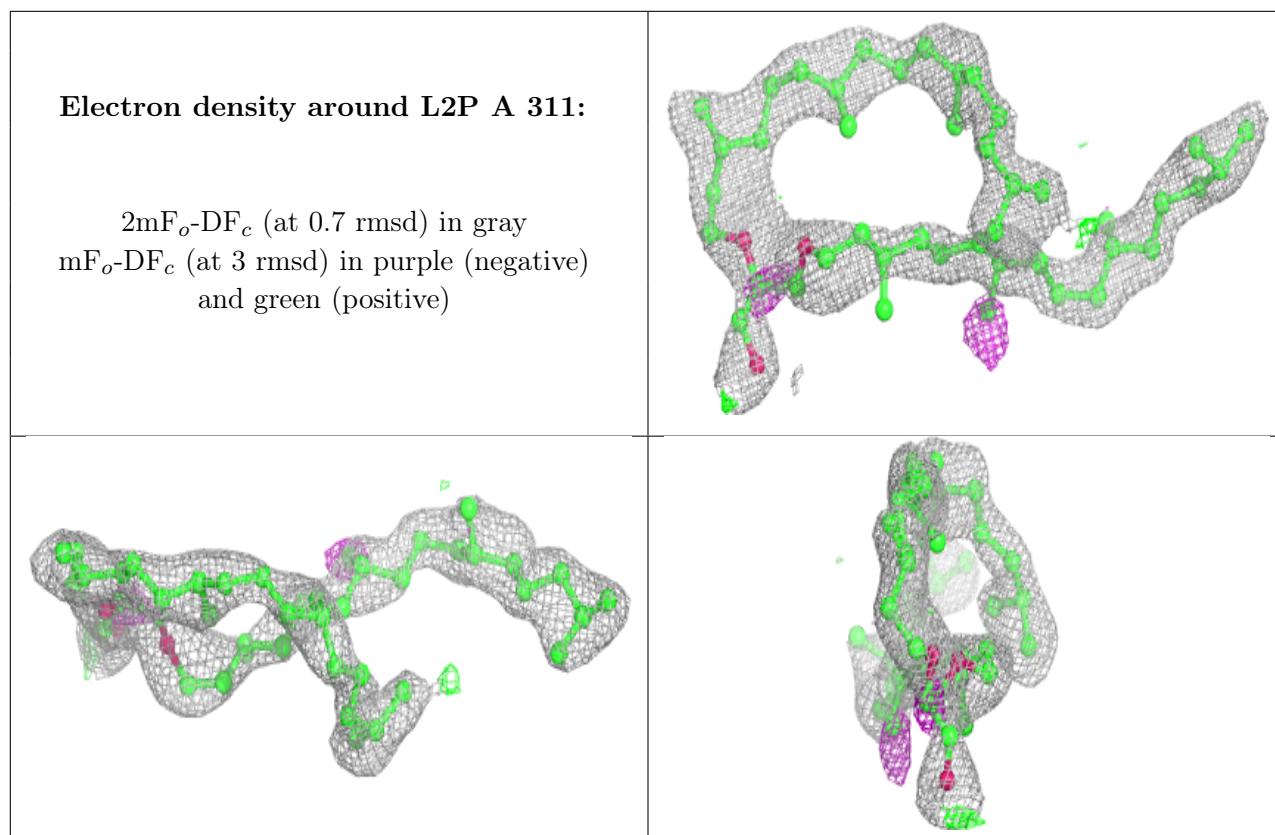 Electron density around L2P A 311:
2mFo-DFc (at 0.7 rmsd) in gray
mFo-DFc (at 3 rmsd) in purple (negative)
and green (positive)